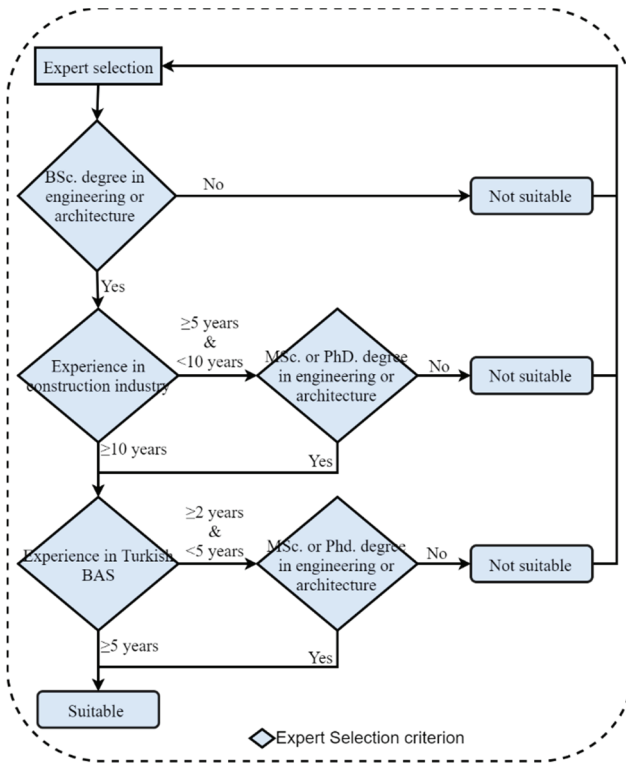 Expert selection
BSc. degree in
engineering or
architecture
No
Not suitable
Yes
Experience in
construction industry
≥5 years
&
<10 years
MSc. or PhD. degree
in engineering or
architecture
No
Not suitable
≥10 years
Yes
Experience in Turkish
BAS
≥2 years
&
<5 years
MSc. or Phd. degree
in engineering or
architecture
No
Not suitable
≥5 years
Yes
Suitable
Expert Selection criterion